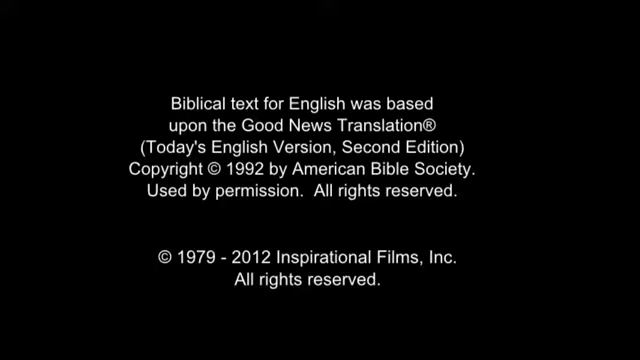 Biblical text for English was based
upon the Good News Translation®
(Today's English Version, Second Edition)
Copyright © 1992 by American Bible Society.
Used by permission.  All rights reserved.
© 1979 - 2012 Inspirational Films, Inc.
All rights reserved.